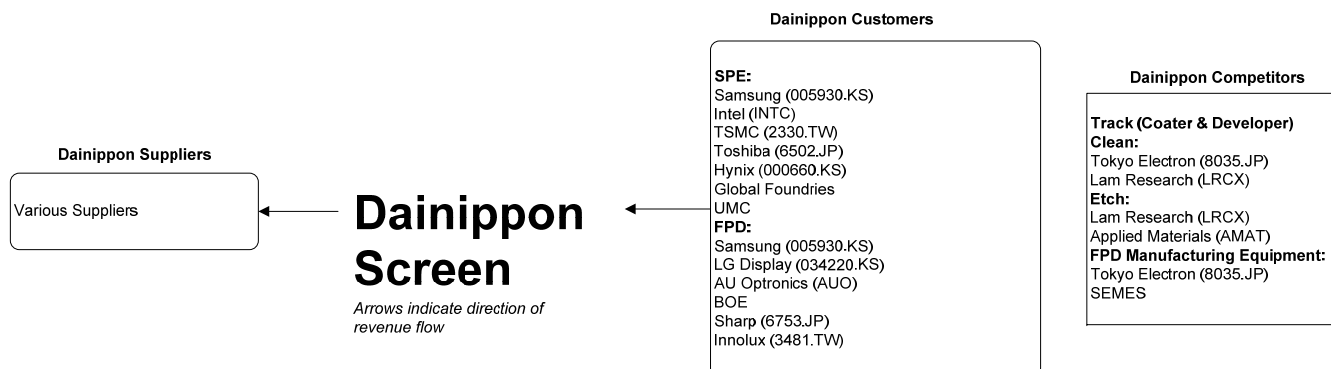 Dainippon Suppliers
Various Suppliers
Dainippon
Screen
Arrows indicate direction of
revenue flow
Dainippon Customers
SPE:
Samsung (005930.KS)
Intel (INTC)
TSMC (2330.TW)
Toshiba (6502.JP)
Hynix (000660.KS)
Global Foundries
UMC
FPD:
Samsung (005930.KS)
LG Display (034220.KS)
AU Optronics (AUO)
BOE
Sharp (6753.JP)
Innolux (3481.TW)
Dainippon Competitors
Track (Coater & Developer)
Clean:
Tokyo Electron (8035.JP)
Lam Research (LRCX)
Etch:
Lam Research (LRCX)
Applied Materials (AMAT)
FPD Manufacturing Equipment:
Tokyo Electron (8035.JP)
SEMES